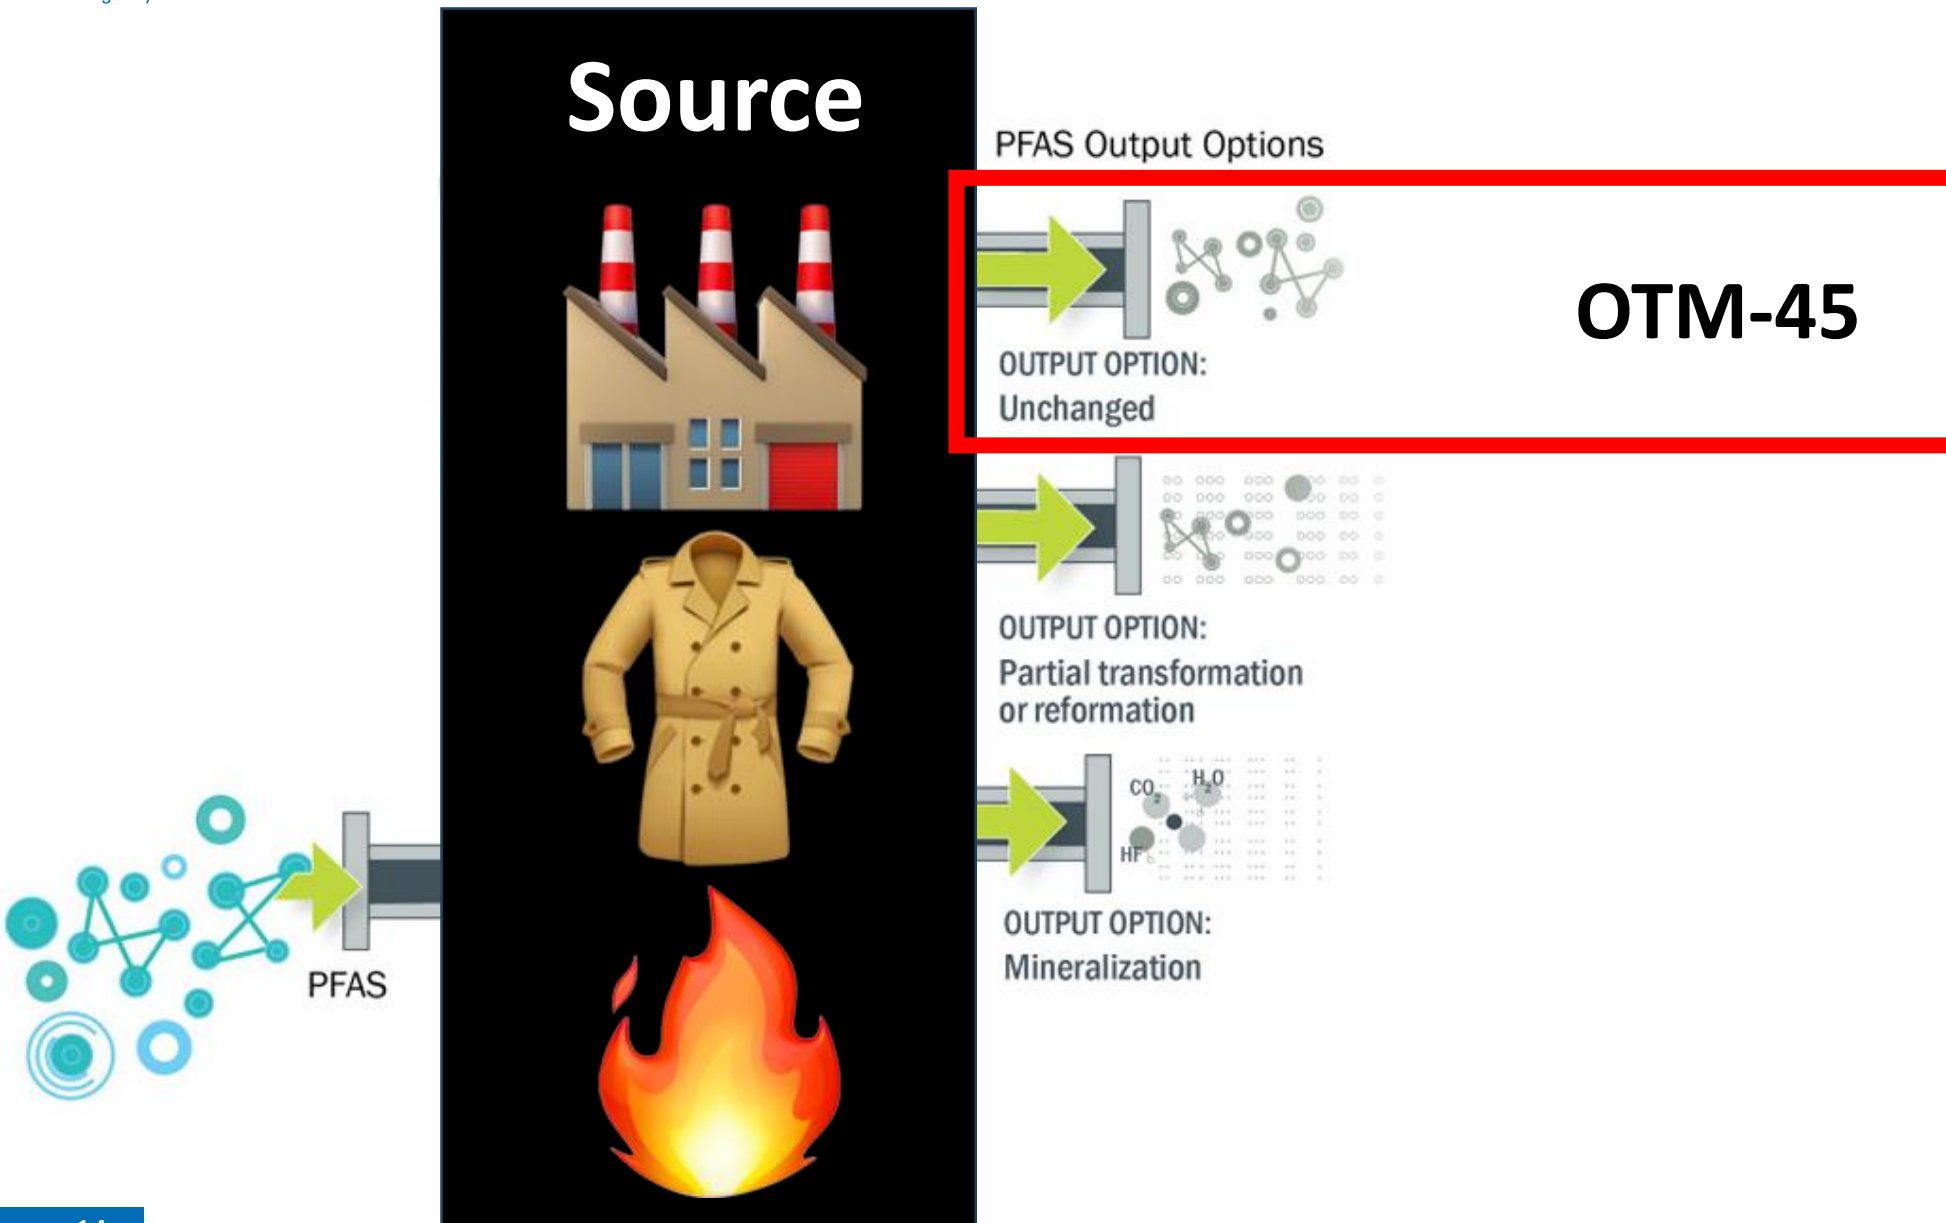 Source
PFAS Output Options
OTM-45
OUTPUT OPTION:
Unchanged
OUTPUT OPTION:
Partial transformation
or reformation
CO2
H2O
HF
OUTPUT OPTION:
Mineralization
PFAS